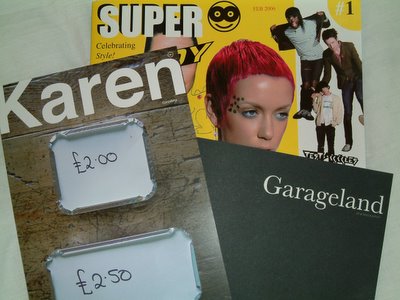 SUPER
FEB 2006
#1
Celebrating
Style!
Karen
£2.00
£2.50
Garageland